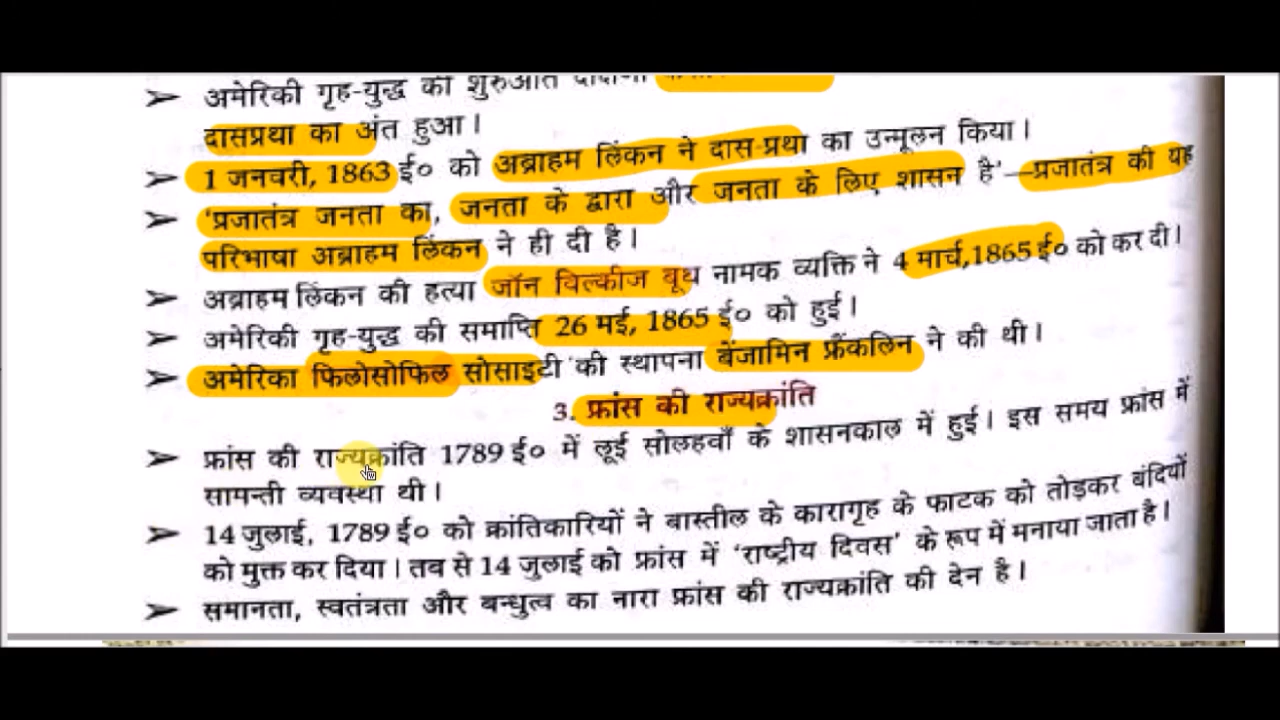 ➤ अमेरिकी गृह-युद्ध की शुरुआत
दासप्रथा का अंत हुआ।
➤ 1 जनवरी, 1863 ई० को अब्राहम लिंकन ने दास-प्रथा का उन्मूलन किया।
➤ 'प्रजातंत्र जनता का, जनता के द्वारा और जनता के लिए शासन है'—प्रजातंत्र की यह
परिभाषा अब्राहम लिंकन ने ही दी है।
➤ अब्राहम लिंकन की हत्या जॉन विल्कीज बूथ नामक व्यक्ति ने 4 मार्च, 1865 ई० को कर दी।
➤ अमेरिकी गृह-युद्ध की समाप्ति 26 मई, 1865 ई० को हुई।
➤ अमेरिका फिलोसोफिल सोसाइटी की स्थापना बेंजामिन फ्रैंकलिन ने की थी।
3. फ्रांस की राज्यक्रांति
➤ फ्रांस की राज्यक्रांति 1789 ई० में लूई सोलहवाँ के शासनकाल में हुई। इस समय फ्रांस में
सामन्ती व्यवस्था थी।
➤ 14 जुलाई, 1789 ई० को क्रांतिकारियों ने बास्तील के कारागृह के फाटक को तोड़कर बंदियों
को मुक्त कर दिया। तब से 14 जुलाई को फ्रांस में 'राष्ट्रीय दिवस' के रूप में मनाया जाता है।
➤ समानता, स्वतंत्रता और बन्धुत्व का नारा फ्रांस की राज्यक्रांति की देन है।